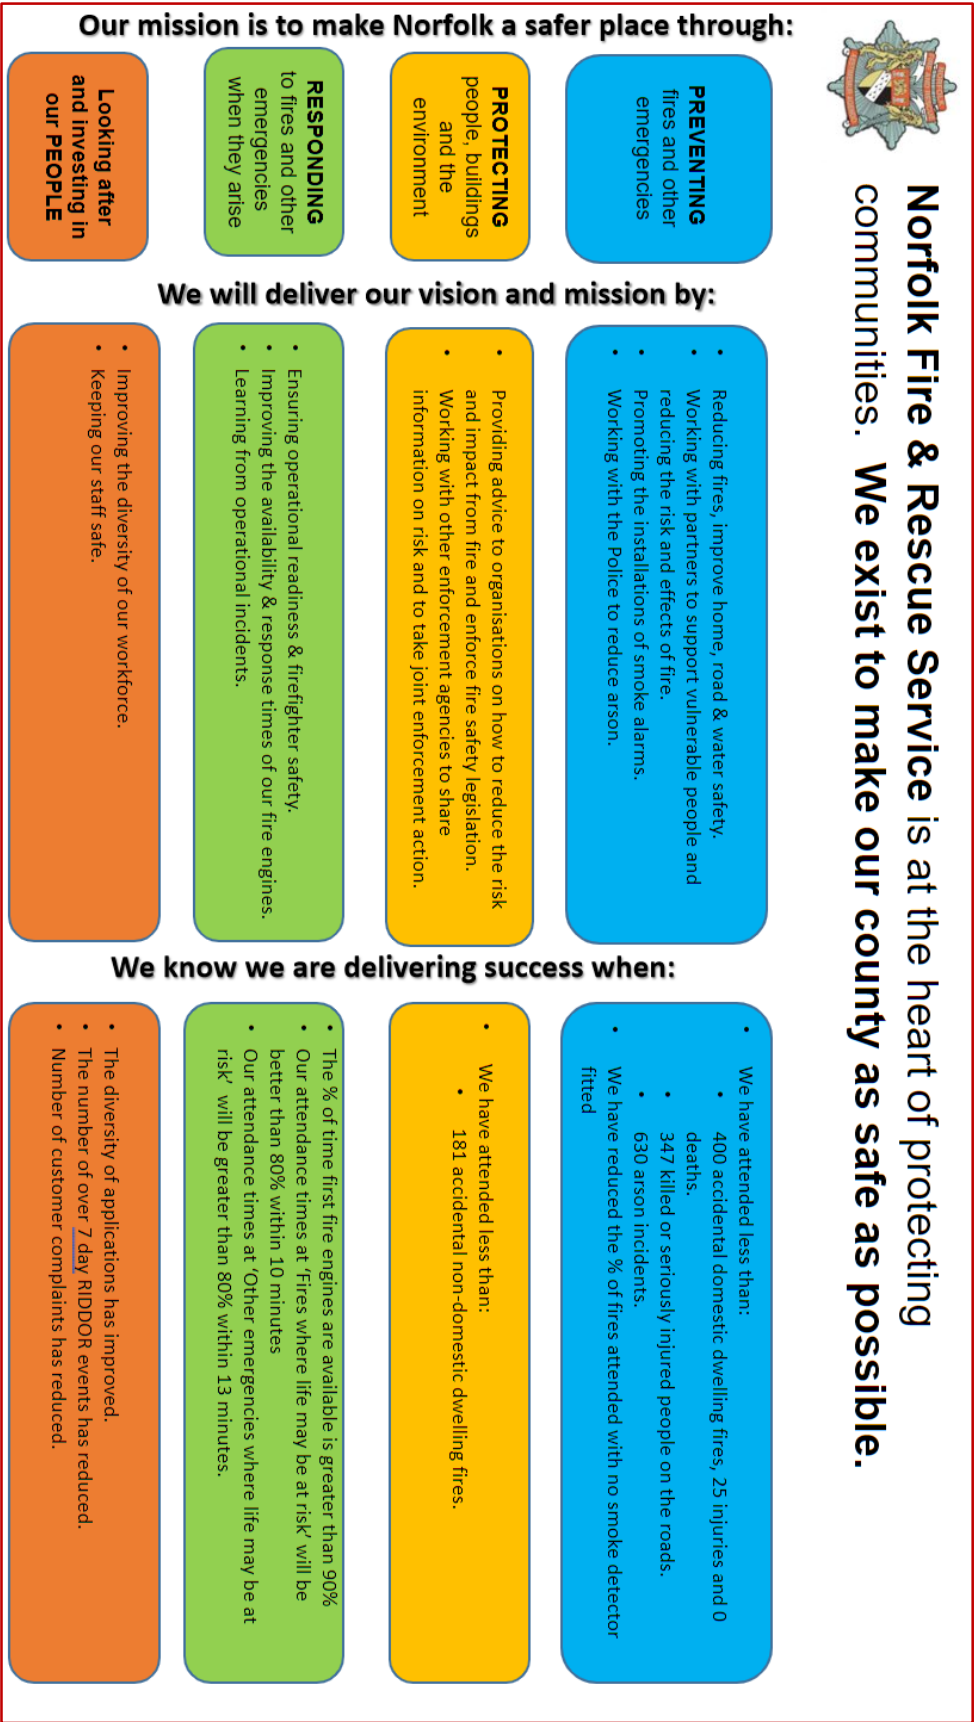 Norfolk Fire & Rescue Service is at the heart of protecting
communities. We exist to make our county as safe as possible.
Our mission is to make Norfolk a safer place through:
PREVENTING
fires and other
emergencies
PROTECTING
people, buildings
and the
environment
RESPONDING
to fires and other
emergencies
when they arise
Looking after
and investing in
our PEOPLE
We will deliver our vision and mission by:
• Reducing fires, improve home, road & water safety.
• Working with partners to support vulnerable people and
reducing the risk and effects of fire.
• Promoting the installations of smoke alarms.
• Working with the Police to reduce arson.
• Providing advice to organisations on how to reduce the risk
and impact from fire and enforce fire safety legislation.
• Working with other enforcement agencies to share
information on risk and to take joint enforcement action.
• Ensuring operational readiness & firefighter safety.
• Improving the availability & response times of our fire engines.
• Learning from operational incidents.
• Improving the diversity of our workforce.
• Keeping our staff safe.
We know we are delivering success when:
• We have attended less than:
• 400 accidental domestic dwelling fires, 25 injuries and 0
deaths.
• 347 killed or seriously injured people on the roads.
• 630 arson incidents.
• We have reduced the % of fires attended with no smoke detector
fitted
• We have attended less than:
• 181 accidental non-domestic dwelling fires.
• The % of time first fire engines are available is greater than 90%
• Our attendance times at ‘Fires where life may be at risk’ will be
better than 80% within 10 minutes
• Our attendance times at ‘Other emergencies where life may be at
risk’ will be greater than 80% within 13 minutes.
• The diversity of applications has improved.
• The number of over 7 day RIDDOR events has reduced.
• Number of customer complaints has reduced.